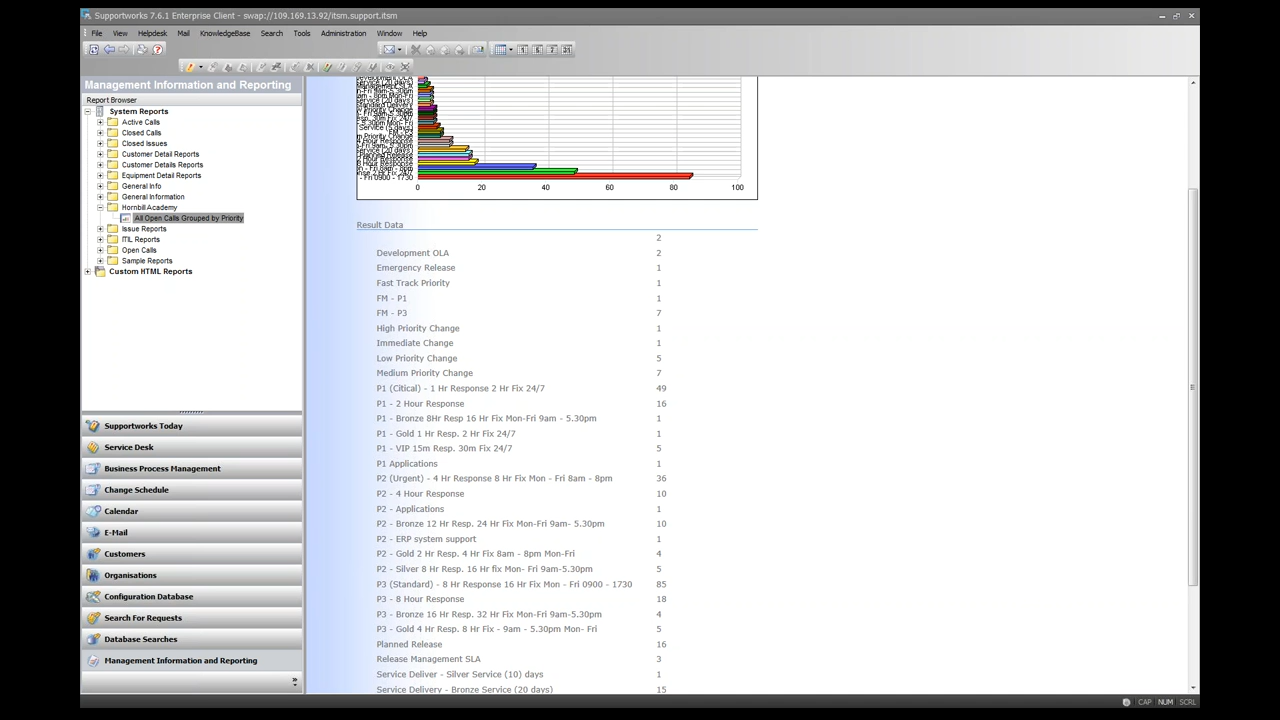 Supportworks 7.6.1 Enterprise Client - swap://109.169.13.92/itsm.support.itsm
File View Helpdesk Mail KnowledgeBase Search Tools Administration Window Help
Management Information and Reporting
Report Browser
System Reports
Active Calls
Closed Calls
Closed Issues
Customer Detail Reports
Customer Details Reports
Equipment Detail Reports
General Info
General Information
Hornbill Academy
All Open Calls Grouped by Priority
Issue Reports
ITIL Reports
Open Calls
Sample Reports
Custom HTML Reports
Supportworks Today
Service Desk
Business Process Management
Change Schedule
Calendar
E-Mail
Customers
Organisations
Configuration Database
Search For Requests
Database Searches
Management Information and Reporting
- Fri 0900 - 1730
0 20 40 60 80 100
Result Data
2
Development OLA 2
Emergency Release 1
Fast Track Priority 1
FM - P1 1
FM - P3 7
High Priority Change 1
Immediate Change 1
Low Priority Change 5
Medium Priority Change 7
P1 (Citical) - 1 Hr Response 2 Hr Fix 24/7 49
P1 - 2 Hour Response 16
P1 - Bronze 8Hr Resp 16 Hr Fix Mon-Fri 9am - 5.30pm 1
P1 - Gold 1 Hr Resp. 2 Hr Fix 24/7 1
P1 - VIP 15m Resp. 30m Fix 24/7 5
P1 Applications 1
P2 (Urgent) - 4 Hr Response 8 Hr Fix Mon - Fri 8am - 8pm 36
P2 - 4 Hour Response 10
P2 - Applications 1
P2 - Bronze 12 Hr Resp. 24 Hr Fix Mon-Fri 9am- 5.30pm 10
P2 - ERP system support 1
P2 - Gold 2 Hr Resp. 4 Hr Fix 8am - 8pm Mon-Fri 4
P2 - Silver 8 Hr Resp. 16 Hr fix Mon- Fri 9am-5.30pm 5
P3 (Standard) - 8 Hr Response 16 Hr Fix Mon - Fri 0900 - 1730 85
P3 - 8 Hour Response 18
P3 - Bronze 16 Hr Resp. 32 Hr Fix Mon-Fri 9am-5.30pm 4
P3 - Gold 4 Hr Resp. 8 Hr Fix - 9am - 5.30pm Mon- Fri 5
Planned Release 16
Release Management SLA 3
Service Deliver - Silver Service (10) days 1
Service Delivery - Bronze Service (20 days) 15
CAP NUM SCRL